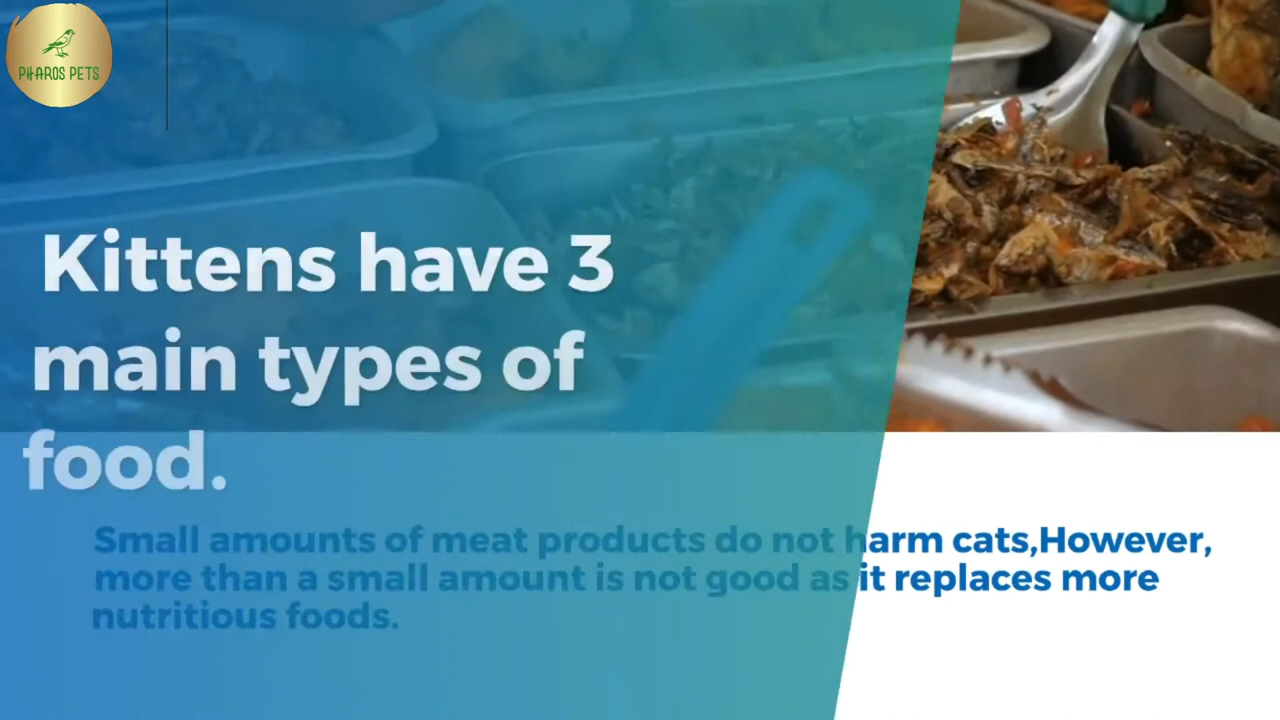 PHAROS PETS
Kittens have 3
main types of
food.
Small amounts of meat products do not harm cats,However,
more than a small amount is not good as it replaces more
nutritious foods.